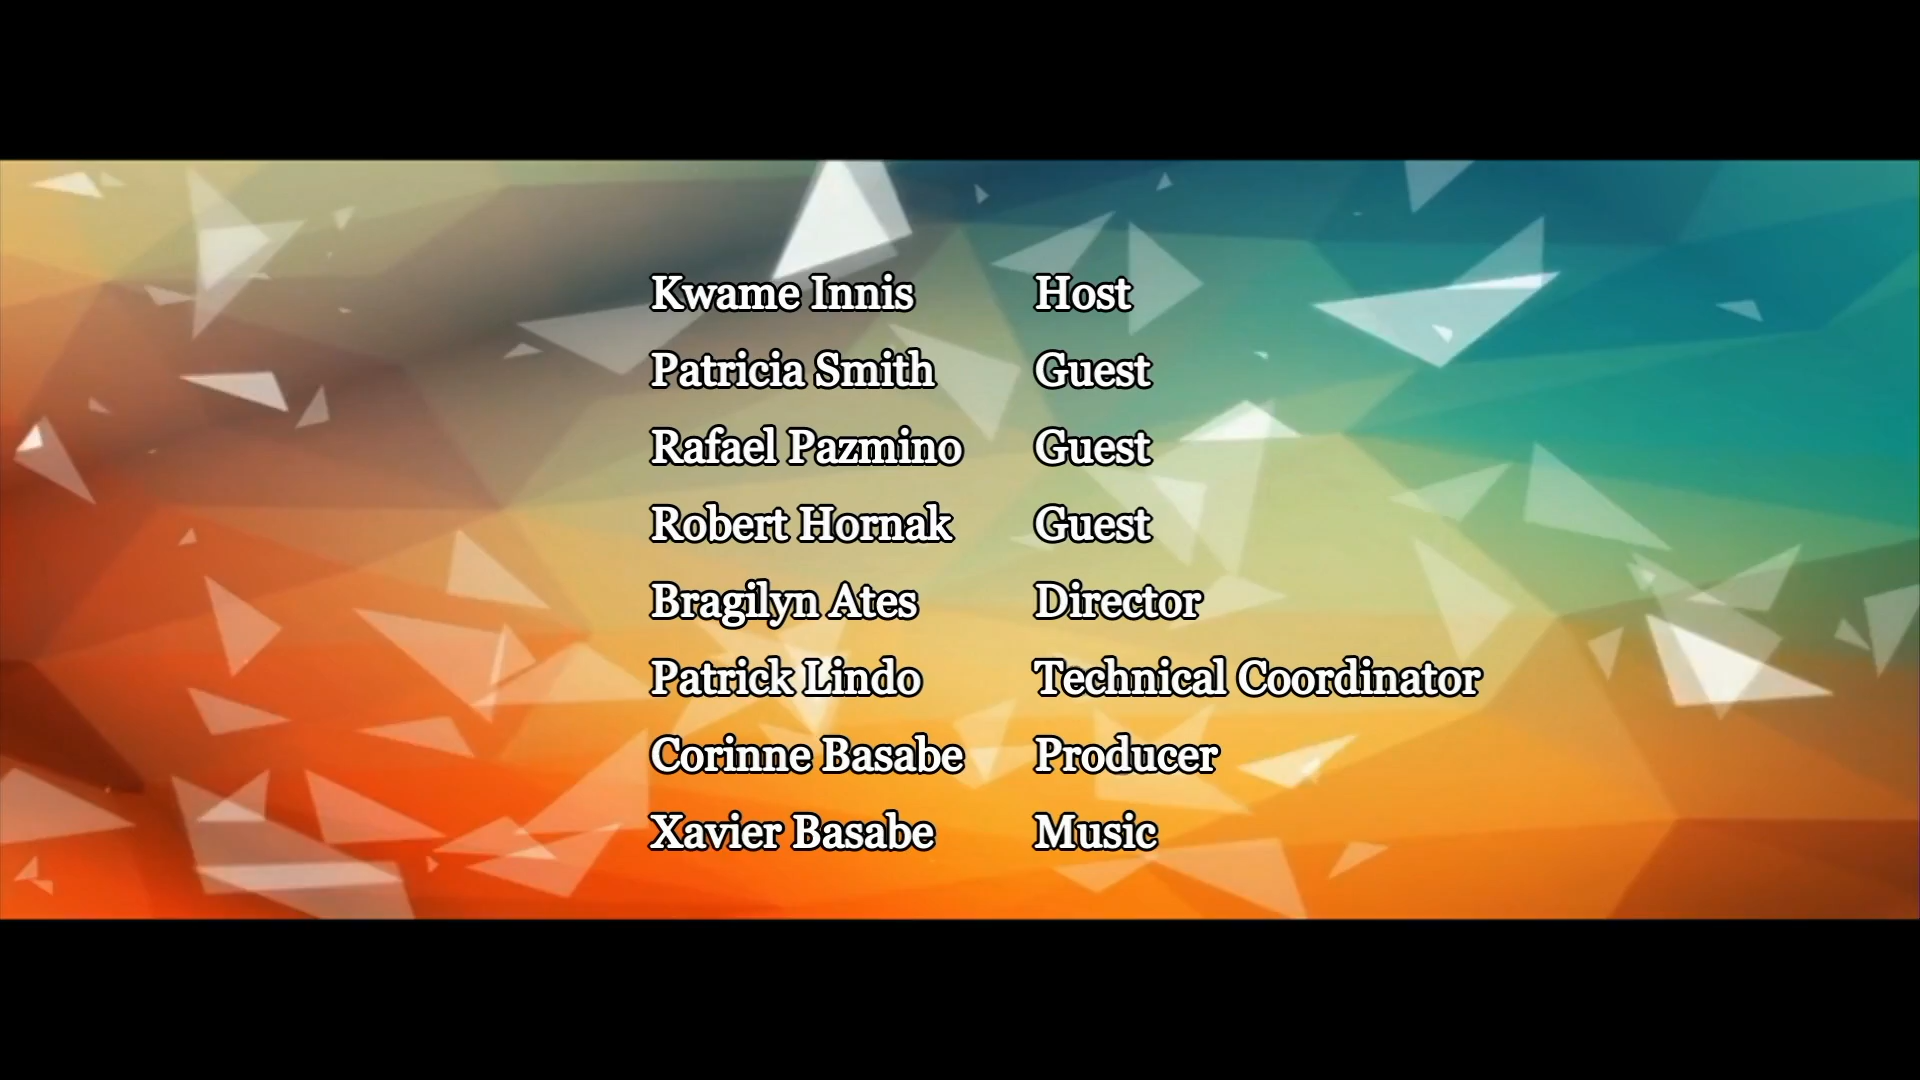 Kwame Innis Host
Patricia Smith Guest
Rafael Pazmino Guest
Robert Hornak Guest
Bragilyn Ates Director
Patrick Lindo Technical Coordinator
Corinne Basabe Producer
Xavier Basabe Music